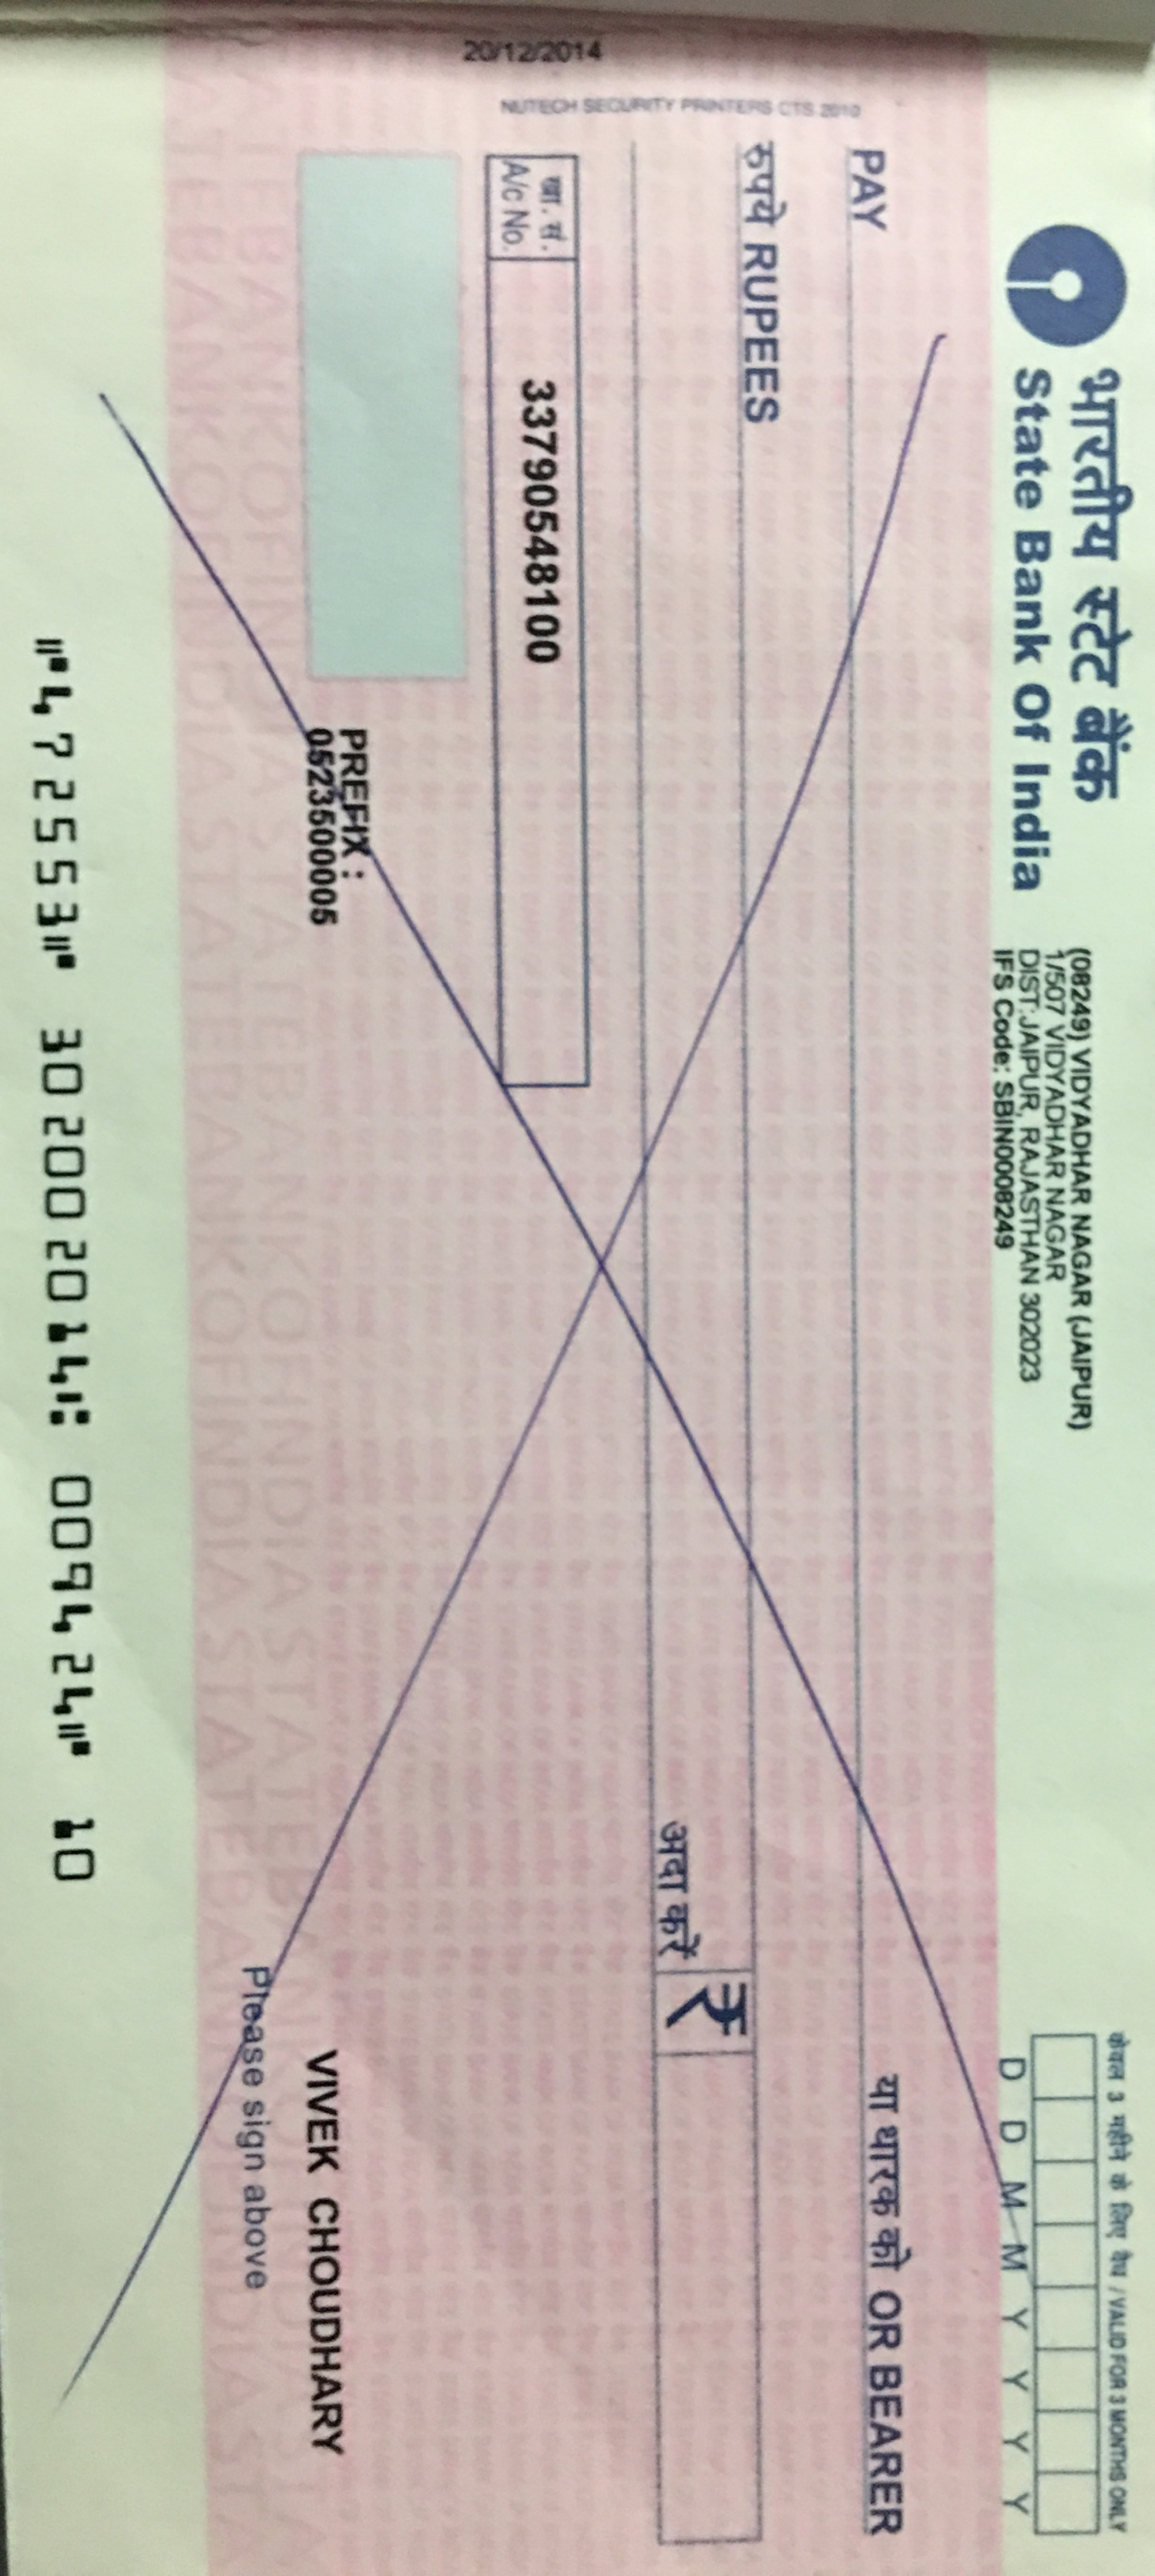 भारतीय स्टेट बैंक
State Bank Of India
(08249) VIDYADHAR NAGAR (JAIPUR)
1/507 VIDYADHAR NAGAR
DIST:JAIPUR, RAJASTHAN 302023
IFS Code: SBIN0008249
केवल 3 महीने के लिए वैध / VALID FOR 3 MONTHS ONLY
D D M M Y Y Y Y
PAY
या धारक को OR BEARER
रुपये RUPEES
अदा करें ₹
खा. सं.
A/c No.
33790548100
NUTECH SECURITY PRINTERS CTS 2010
20/12/2014
PREFIX :
0523500005
VIVEK CHOUDHARY
Please sign above
⑈472553⑈ 302002014⑆ 009424⑈ 10